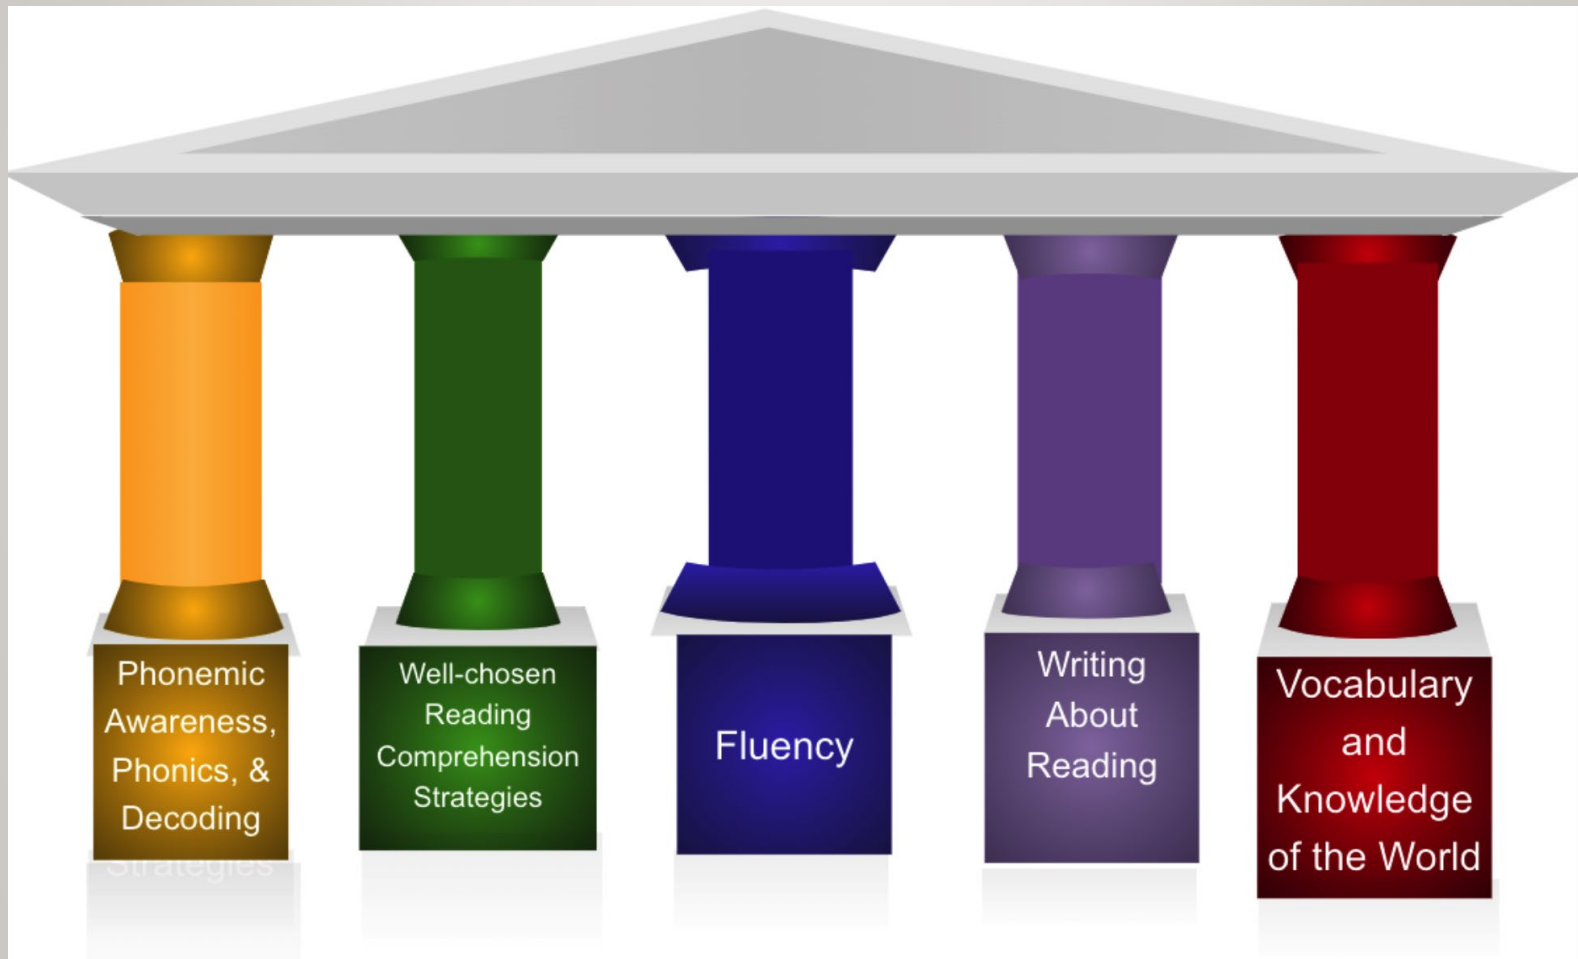 Phonemic
Awareness,
Phonics, &
Decoding
Strategies
Well-chosen
Reading
Comprehension
Strategies
Fluency
Writing
About
Reading
Vocabulary
and
Knowledge
of the World